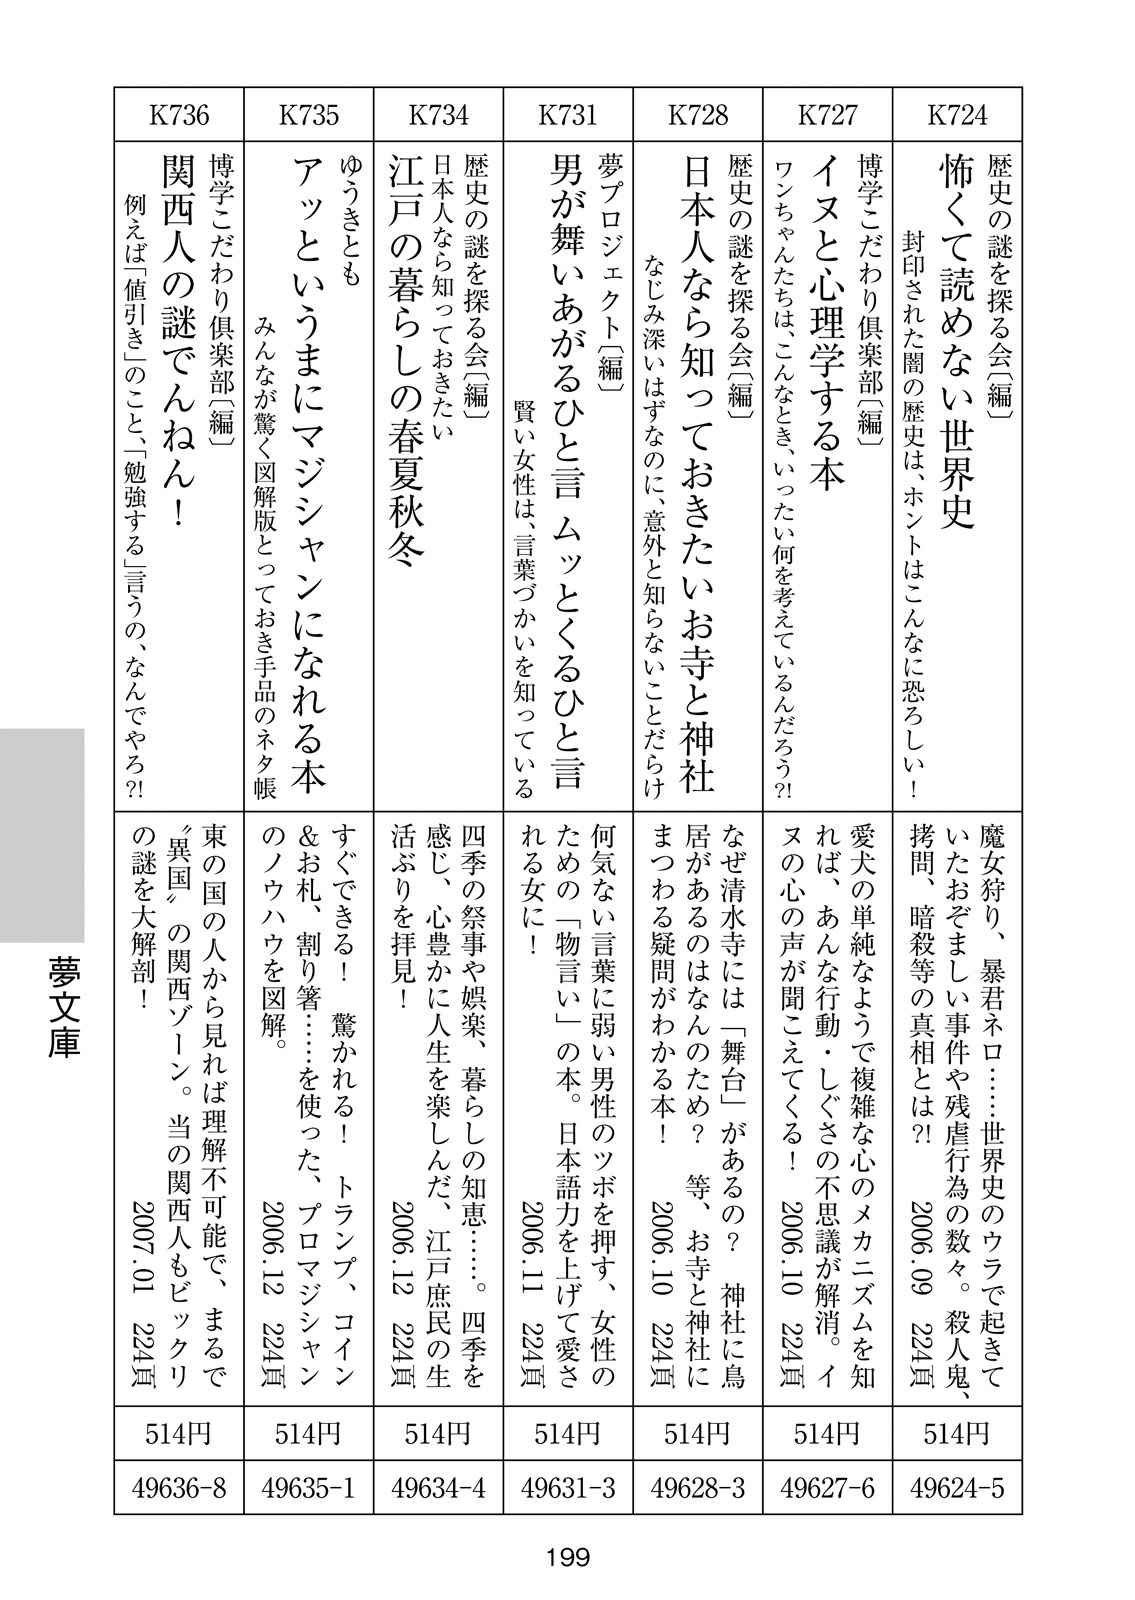 K724
歴史の謎を探る会〔編〕
怖くて読めない世界史
封印された闇の歴史は、ホントはこんなに恐ろしい！
魔女狩り、暴君ネロ……世界史のウラで起きて
いたおぞましい事件や残虐行為の数々。殺人鬼、
拷問、暗殺等の真相とは?! 2006.09 224頁
514円
49624-5
K727
博学こだわり倶楽部〔編〕
イヌと心理学する本
ワンちゃんたちは、こんなとき、いったい何を考えているんだろう?!
愛犬の単純なようで複雑な心のメカニズムを知
れば、あんな行動・しぐさの不思議が解消。イ
ヌの心の声が聞こえてくる！ 2006.10 224頁
514円
49627-6
K728
歴史の謎を探る会〔編〕
日本人なら知っておきたいお寺と神社
なじみ深いはずなのに、意外と知らないことだらけ
なぜ清水寺には「舞台」があるの？ 神社に鳥
居があるのはなんのため？ 等、お寺と神社に
まつわる疑問がわかる本！ 2006.10 224頁
514円
49628-3
K731
夢プロジェクト〔編〕
男が舞いあがるひと言 ムッとくるひと言
賢い女性は、言葉づかいを知っている
何気ない言葉に弱い男性のツボを押す、女性の
ための「物言い」の本。日本語力を上げて愛さ
れる女に！ 2006.11 224頁
514円
49631-3
K734
歴史の謎を探る会〔編〕
日本人なら知っておきたい
江戸の暮らしの春夏秋冬
四季の祭事や娯楽、暮らしの知恵……。四季を
感じ、心豊かに人生を楽しんだ、江戸庶民の生
活ぶりを拝見！ 2006.12 224頁
514円
49634-4
K735
ゆうきとも
アッというまにマジシャンになれる本
みんなが驚く図解版とっておき手品のネタ帳
すぐできる！ 驚かれる！ トランプ、コイン
&お札、割り箸……を使った、プロマジシャン
のノウハウを図解。 2006.12 224頁
514円
49635-1
K736
博学こだわり倶楽部〔編〕
関西人の謎でんねん！
例えば「値引き」のこと、「勉強する」言うの、なんでやろ?!
東の国の人から見れば理解不可能で、まるで
〝異国〟の関西ゾーン。当の関西人もビックリ
の謎を大解剖！ 2007.01 224頁
514円
49636-8
夢文庫
199